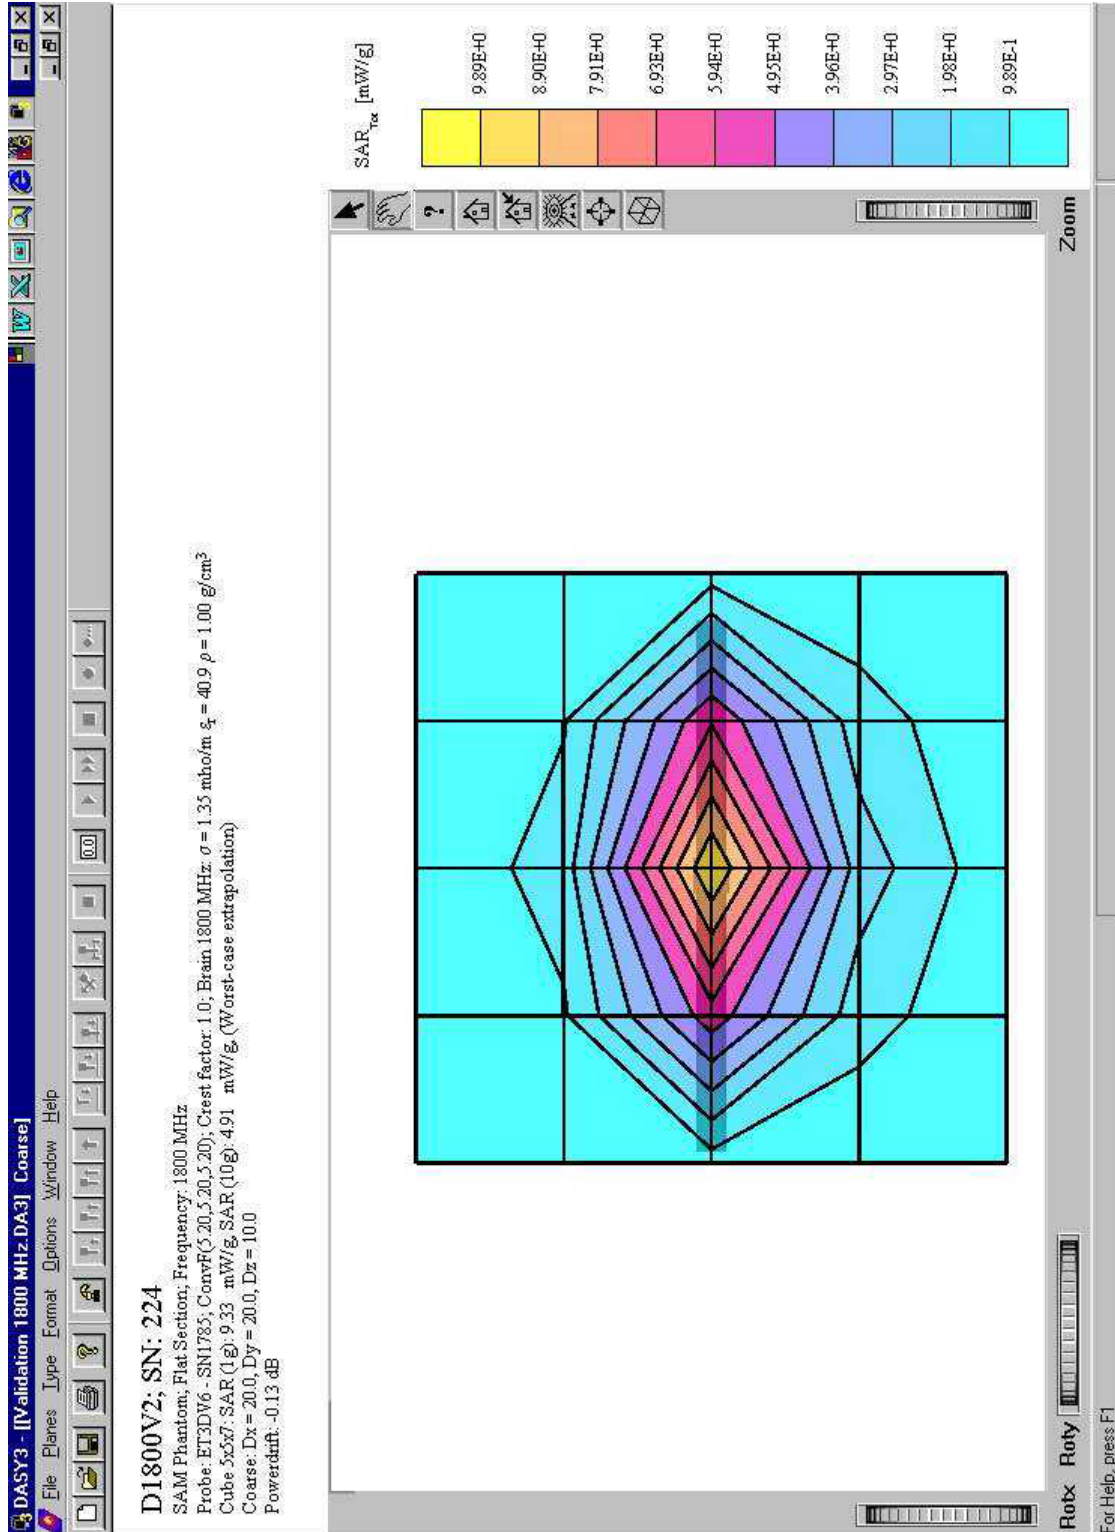 DASY3 - [[Validation 1800 MHz.DA3] Coarse]
File Planes Type Format Options Window Help
D1800V2; SN: 224
SAM Phantom; Flat Section; Frequency: 1800 MHz
Probe: ET3DV6 - SN1785; ConvF(5.20,5.20,5.20); Crest factor: 1.0; Brain 1800 MHz: σ = 1.35 mho/m εr = 40.9 ρ = 1.00 g/cm³
Cube 5x5x7: SAR (1g): 9.33 mW/g, SAR (10g): 4.91 mW/g, (Worst-case extrapolation)
Coarse: Dx = 20.0, Dy = 20.0, Dz = 10.0
Powerdrift: -0.13 dB
SAR Tot [mW/g]
9.89E+0
8.90E+0
7.91E+0
6.93E+0
5.94E+0
4.95E+0
3.96E+0
2.97E+0
1.98E+0
9.89E-1
Rotx Roty Zoom
For Help, press F1